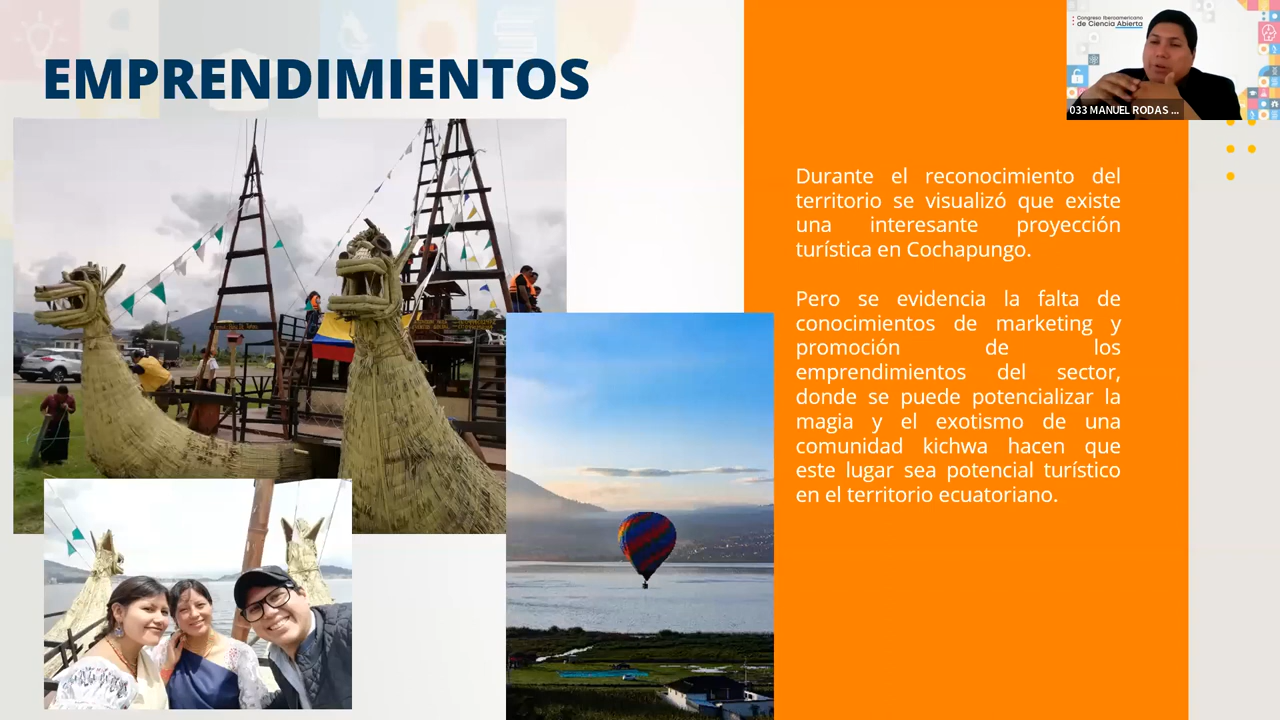 EMPRENDIMIENTOS
Congreso Iberoamericano
de Ciencia Abierta
033 MANUEL RODAS ...
Durante el reconocimiento del
territorio se visualizó que existe
una interesante proyección
turística en Cochapungo.
Pero se evidencia la falta de
conocimientos de marketing y
promoción de los
emprendimientos del sector,
donde se puede potencializar la
magia y el exotismo de una
comunidad kichwa hacen que
este lugar sea potencial turístico
en el territorio ecuatoriano.